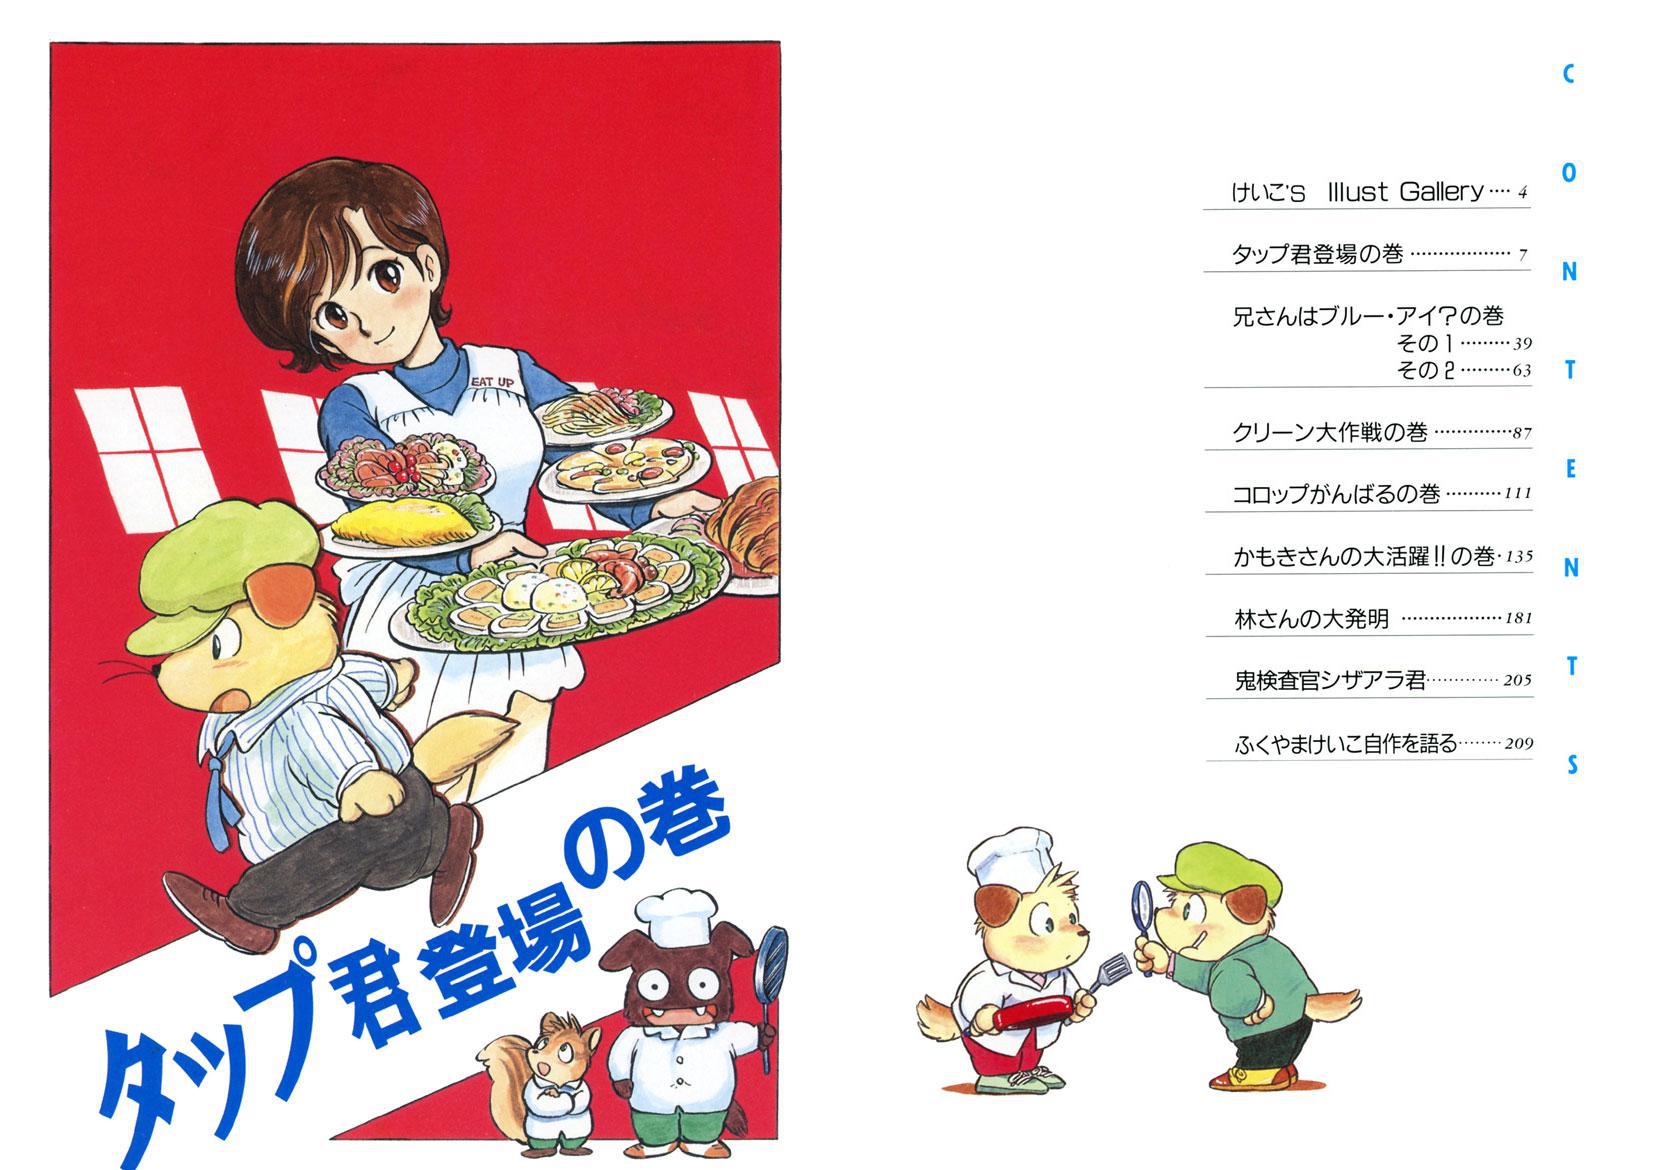 EAT UP
タップ君登場の巻
CONTENTS
けいこ'S Illust Gallery ···· 4
タップ君登場の巻 ·················· 7
兄さんはブルー・アイ?の巻
その1 ········· 39
その2 ········· 63
クリーン大作戦の巻 ·············· 87
コロップがんばるの巻 ·········· 111
かもきさんの大活躍!!の巻 · 135
林さんの大発明 ·················· 181
鬼検査官シザアラ君 ············· 205
ふくやまけいこ自作を語る ········ 209